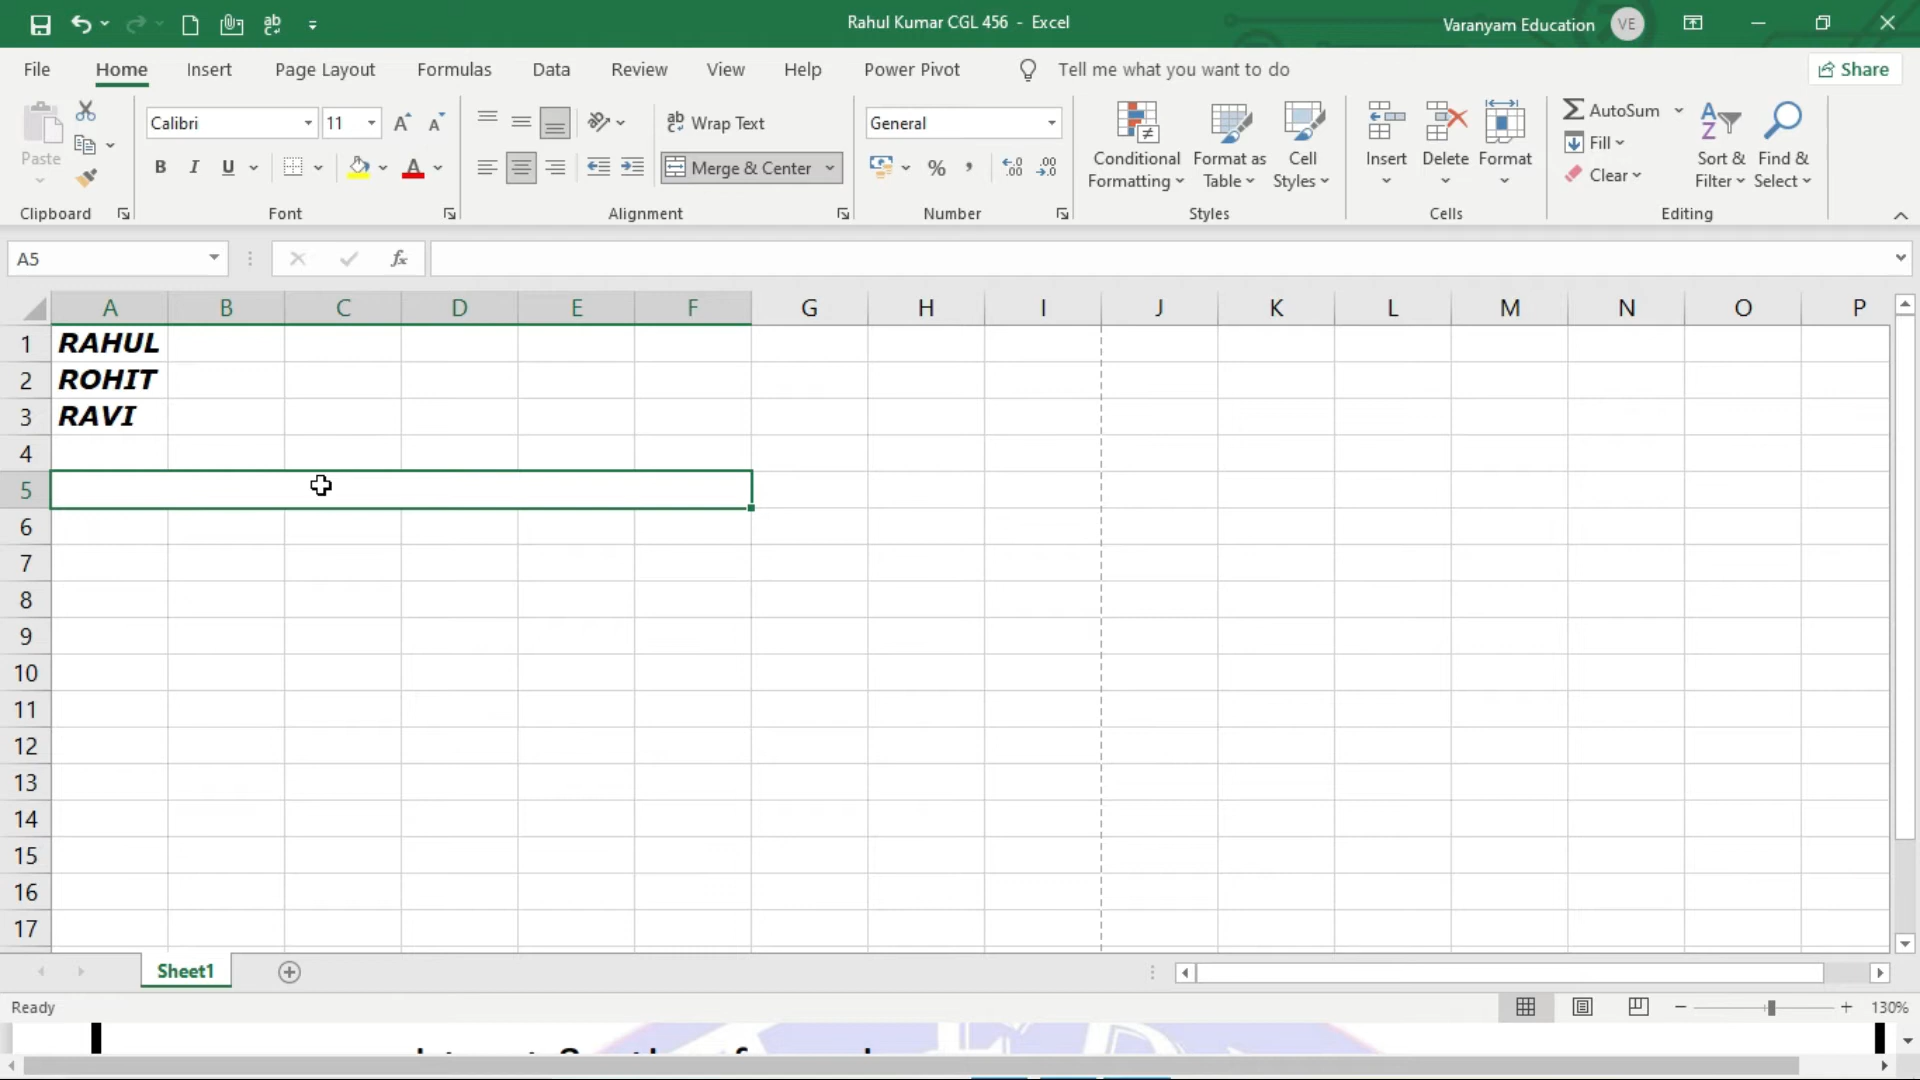 Rahul Kumar CGL 456 - Excel
Varanyam Education
VE
File
Home
Insert
Page Layout
Formulas
Data
Review
View
Help
Power Pivot
Tell me what you want to do
Share
Paste
Clipboard
Calibri
11
B
I
U
A
Font
ab Wrap Text
Merge & Center
Alignment
General
%
Number
Conditional Formatting
Format as Table
Cell Styles
Styles
Insert
Delete
Format
Cells
AutoSum
Fill
Clear
Sort & Filter
Find & Select
Editing
A5
fx
A B C D E F G H I J K L M N O P
1 RAHUL
2 ROHIT
3 RAVI
4
5
6
7
8
9
10
11
12
13
14
15
16
17
Sheet1
Ready
130%